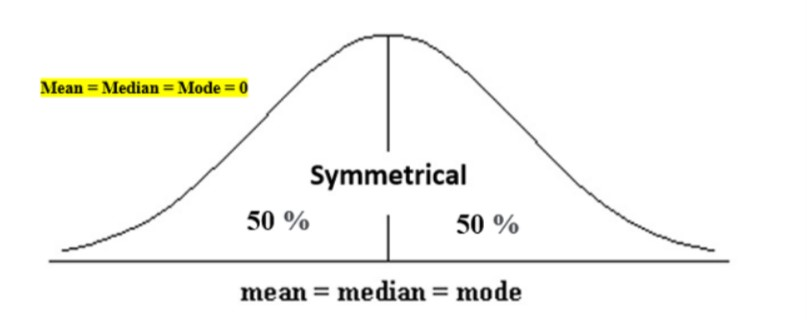 Mean = Median = Mode = 0
Symmetrical
50 % 50 %
mean = median = mode